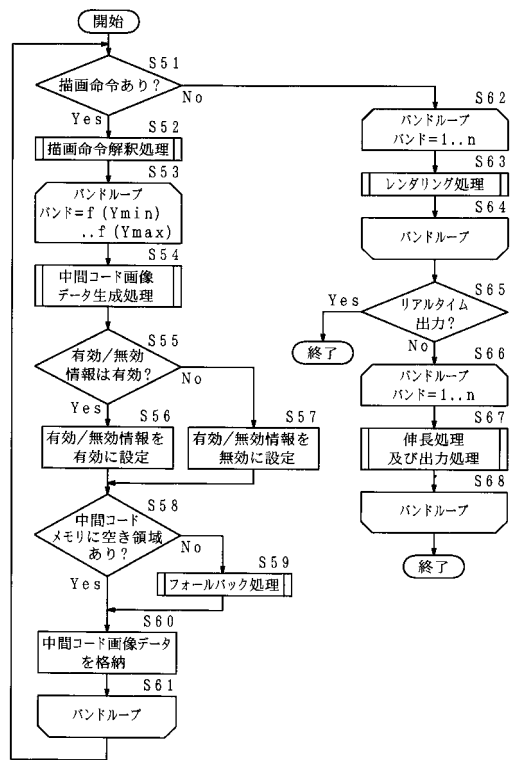 開始
S51
描画命令あり?
Yes
No
S52
描画命令解釈処理
S53
バンドループ
バンド=f(Ymin)
..f(Ymax)
S54
中間コード画像
データ生成処理
S55
有効/無効
情報は有効?
Yes
No
S56
有効/無効情報を
有効に設定
S57
有効/無効情報を
無効に設定
S58
中間コード
メモリに空き領域
あり?
Yes
No
S59
フォールバック処理
S60
中間コード画像データ
を格納
S61
バンドループ
S62
バンドループ
バンド=1..n
S63
レンダリング処理
S64
バンドループ
S65
リアルタイム
出力?
Yes
終了
No
S66
バンドループ
バンド=1..n
S67
伸長処理
及び出力処理
S68
バンドループ
終了